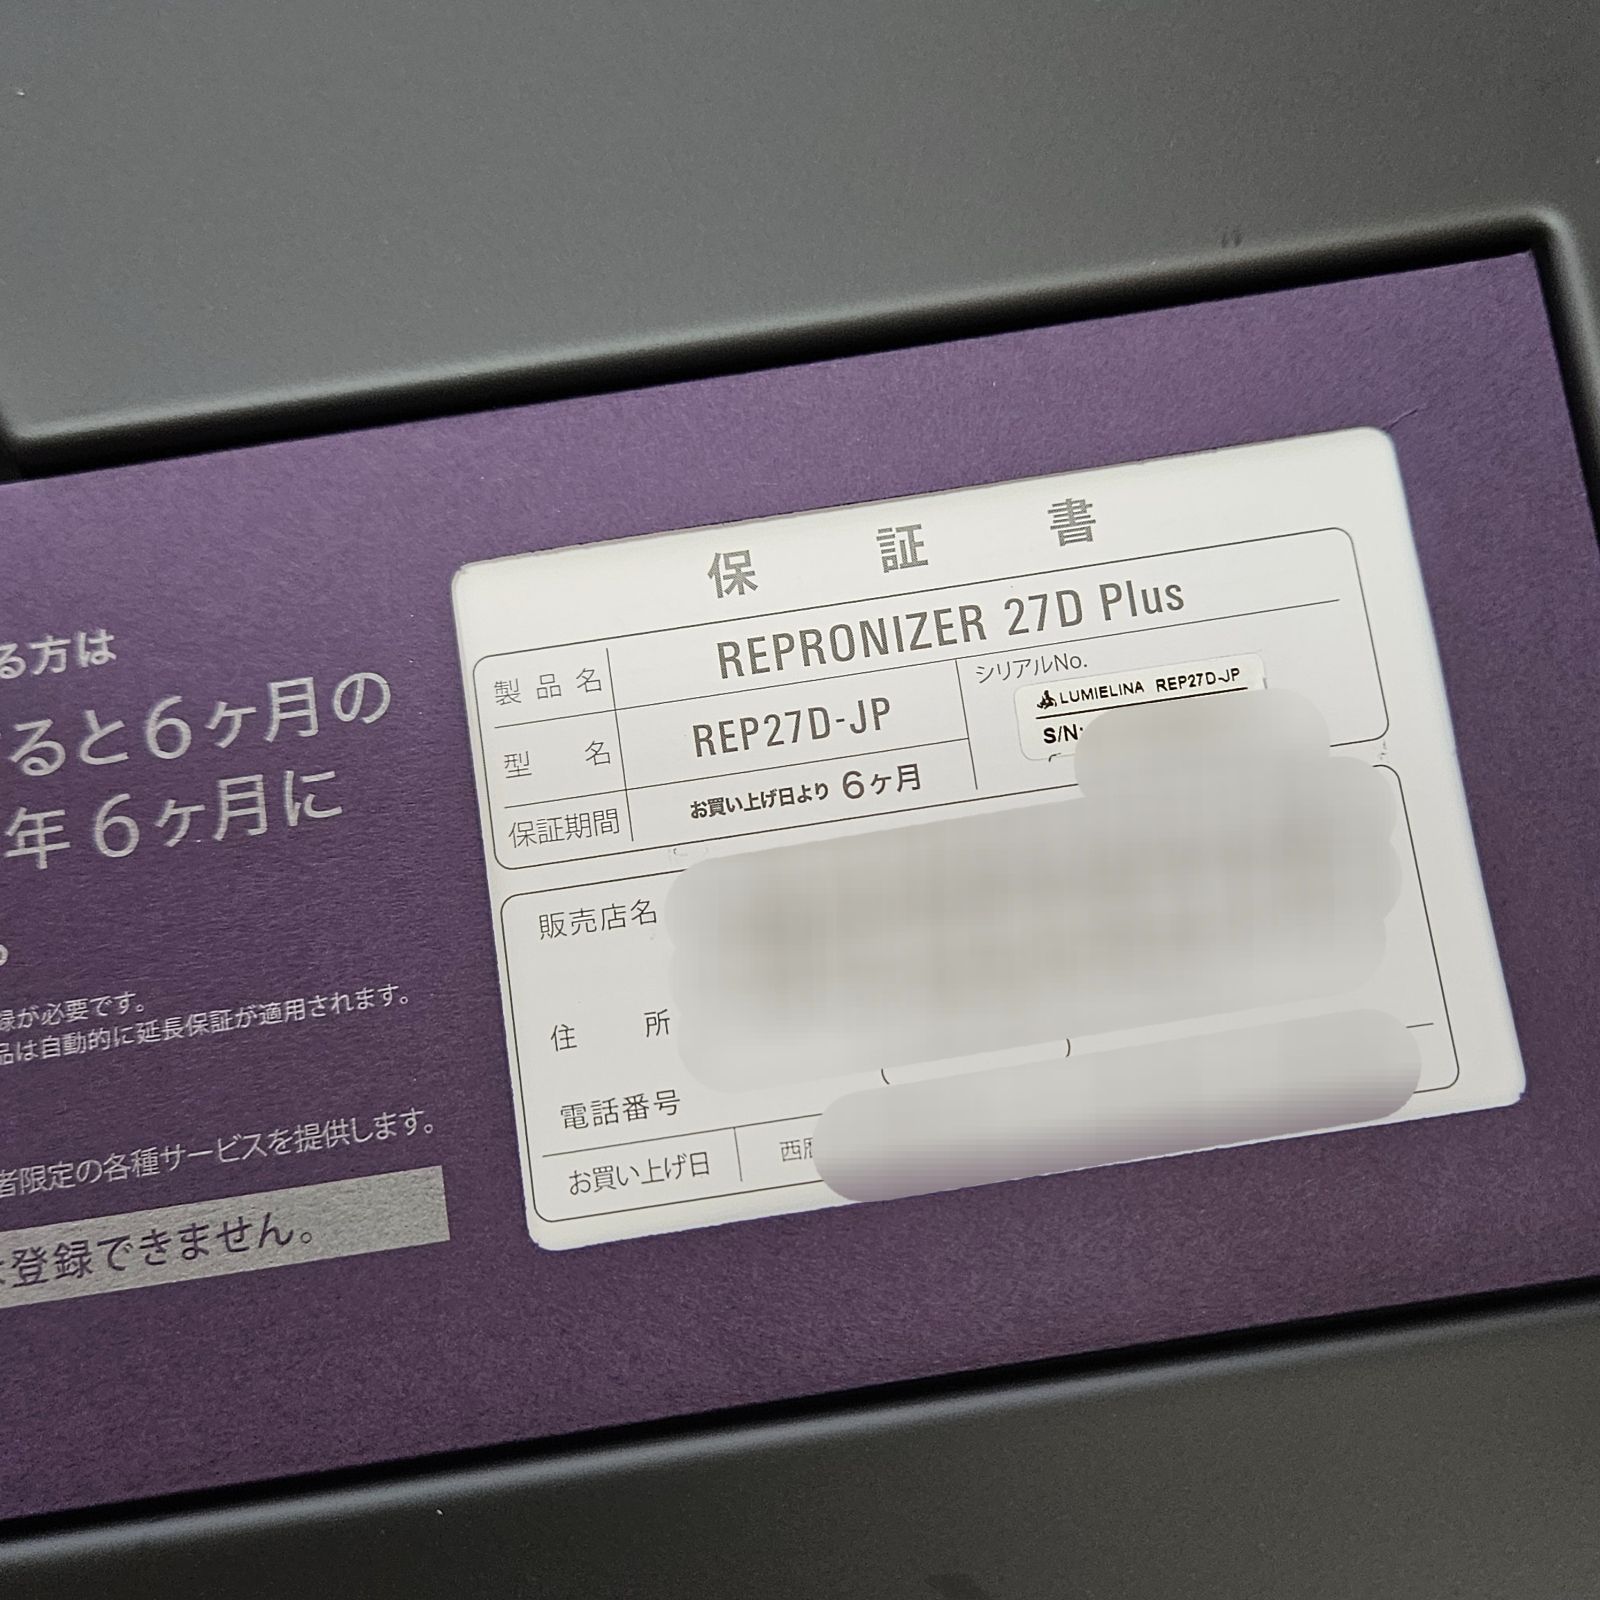 る方は
ると6ヶ月の
年6ヶ月に
録が必要です。
品は自動的に延長保証が適用されます。
者限定の各種サービスを提供します。
登録できません。
保証書
製品名 REPRONIZER 27D Plus
型名 REP27D-JP
シリアルNo.
LUMIELINA REP27D-JP
S/N:
保証期間 お買い上げ日より 6ヶ月
販売店名
住所
電話番号 ( )
お買い上げ日 西暦